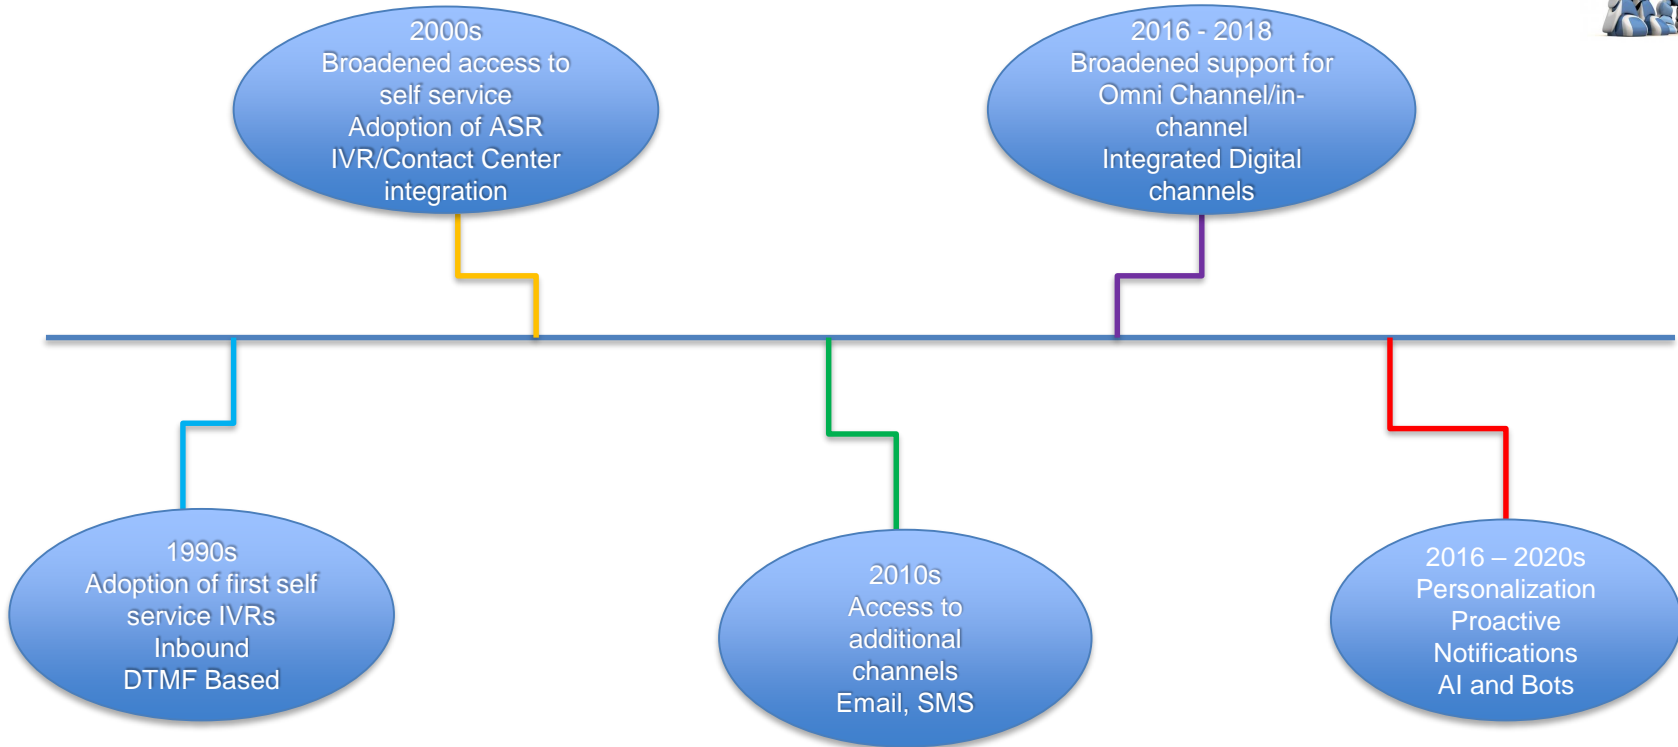 2000s
Broadened access to
self service
Adoption of ASR
IVR/Contact Center
integration
2016 - 2018
Broadened support for
Omni Channel/in-
channel
Integrated Digital
channels
1990s
Adoption of first self
service IVRs
Inbound
DTMF Based
2010s
Access to
additional
channels
Email, SMS
2016 – 2020s
Personalization
Proactive
Notifications
AI and Bots